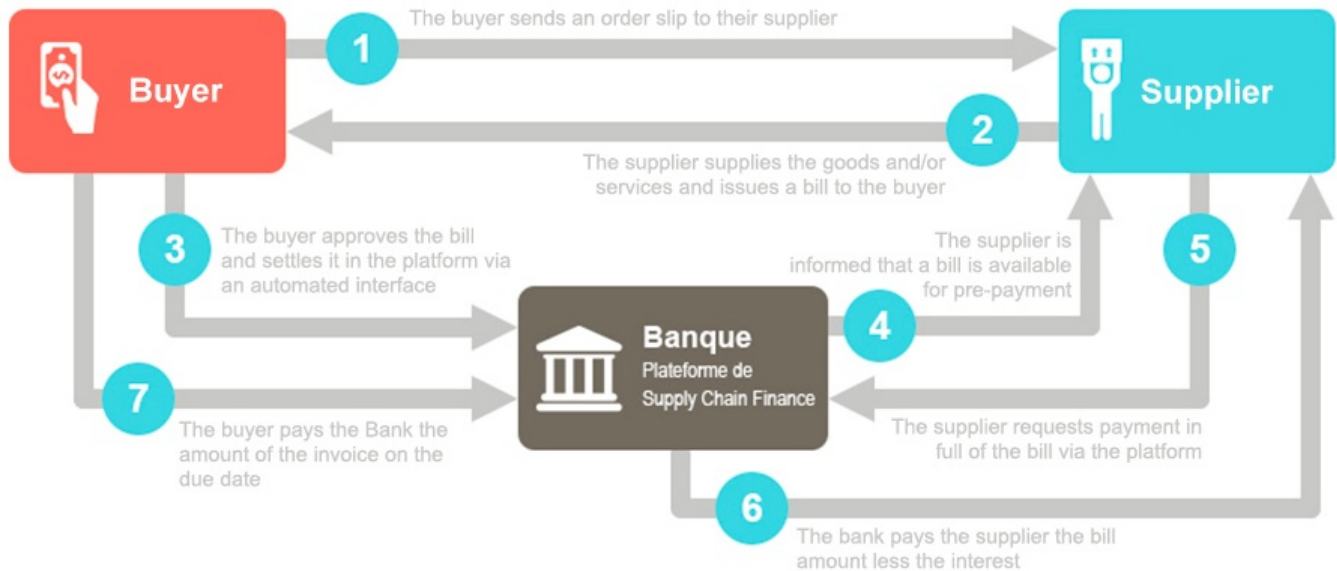 1
The buyer sends an order slip to their supplier
Buyer
Supplier
2
The supplier supplies the goods and/or
services and issues a bill to the buyer
3
The buyer approves the bill
and settles it in the platform via
an automated interface
4
The supplier is
informed that a bill is available
for pre-payment
5
Banque
Plateforme de
Supply Chain Finance
The supplier requests payment in
full of the bill via the platform
7
The buyer pays the Bank the
amount of the invoice on the
due date
6
The bank pays the supplier the bill
amount less the interest